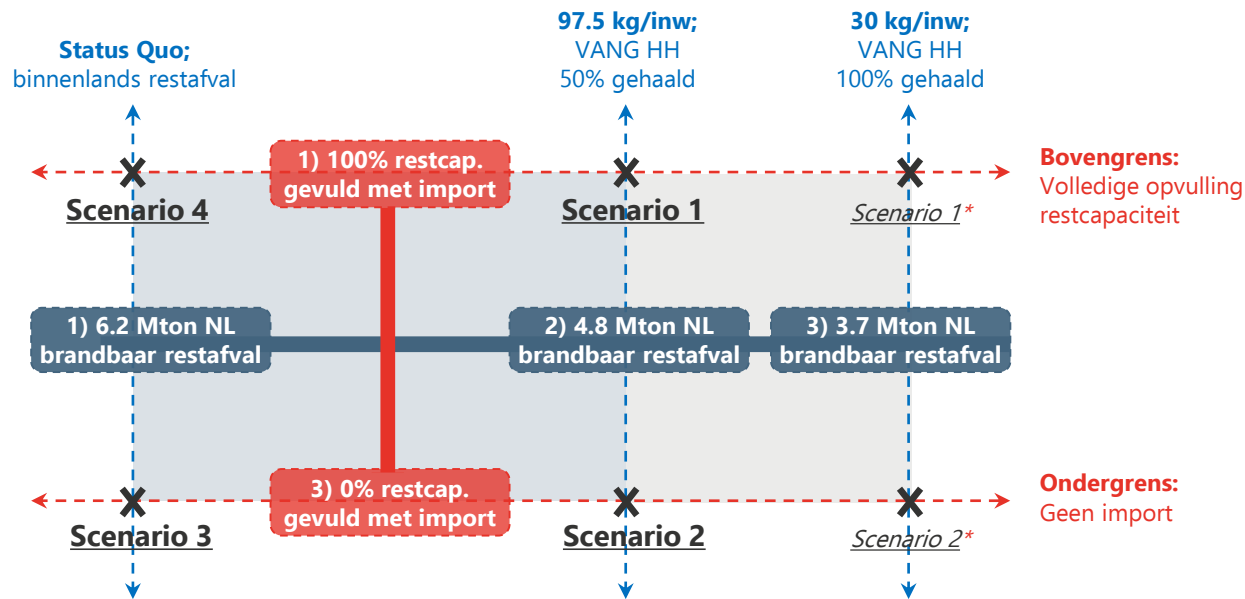 Status Quo;
binnenlands restafval
97.5 kg/inw;
VANG HH
50% gehaald
30 kg/inw;
VANG HH
100% gehaald
1) 100% restcap.
gevuld met import
Bovengrens:
Volledige opvulling
restcapaciteit
Scenario 4
Scenario 1
Scenario 1*
1) 6.2 Mton NL
brandbaar restafval
2) 4.8 Mton NL
brandbaar restafval
3) 3.7 Mton NL
brandbaar restafval
3) 0% restcap.
gevuld met import
Ondergrens:
Geen import
Scenario 3
Scenario 2
Scenario 2*